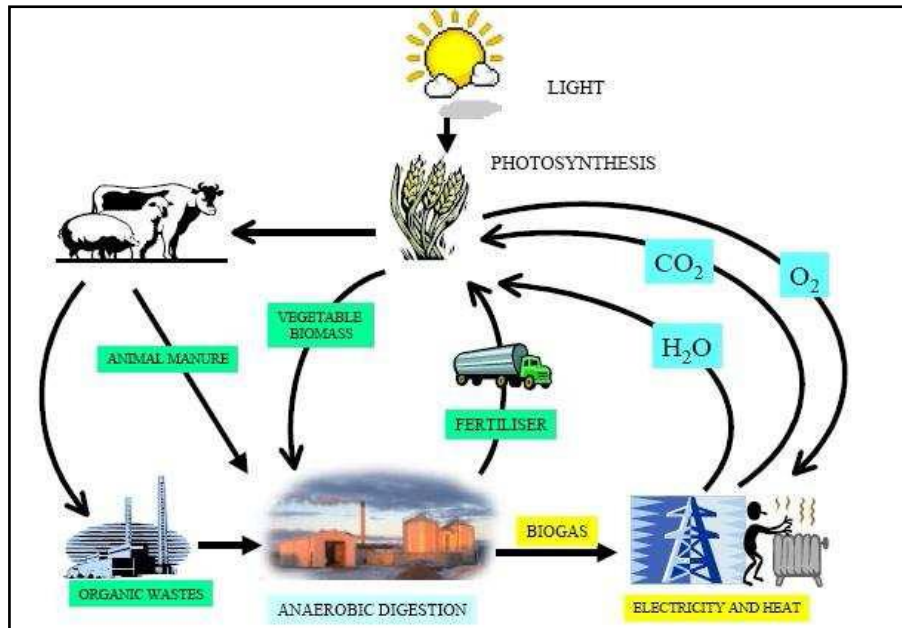 LIGHT
PHOTOSYNTHESIS
CO₂
O₂
VEGETABLE
BIOMASS
H₂O
ANIMAL MANURE
FERTILISER
BIOGAS
ORGANIC WASTES
ANAEROBIC DIGESTION
ELECTRICITY AND HEAT